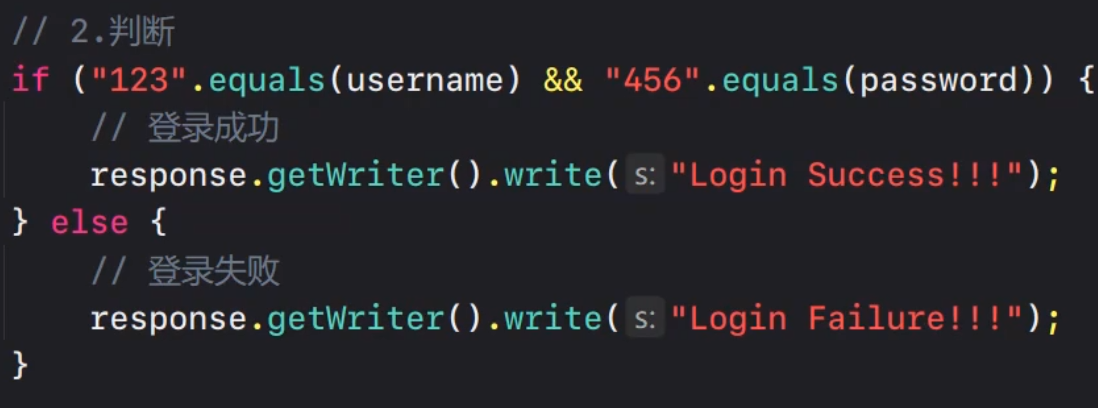 // 2.判断
if ("123".equals(username) && "456".equals(password)) {
    // 登录成功
    response.getWriter().write( s: "Login Success!!!");
} else {
    // 登录失败
    response.getWriter().write( s: "Login Failure!!!");
}